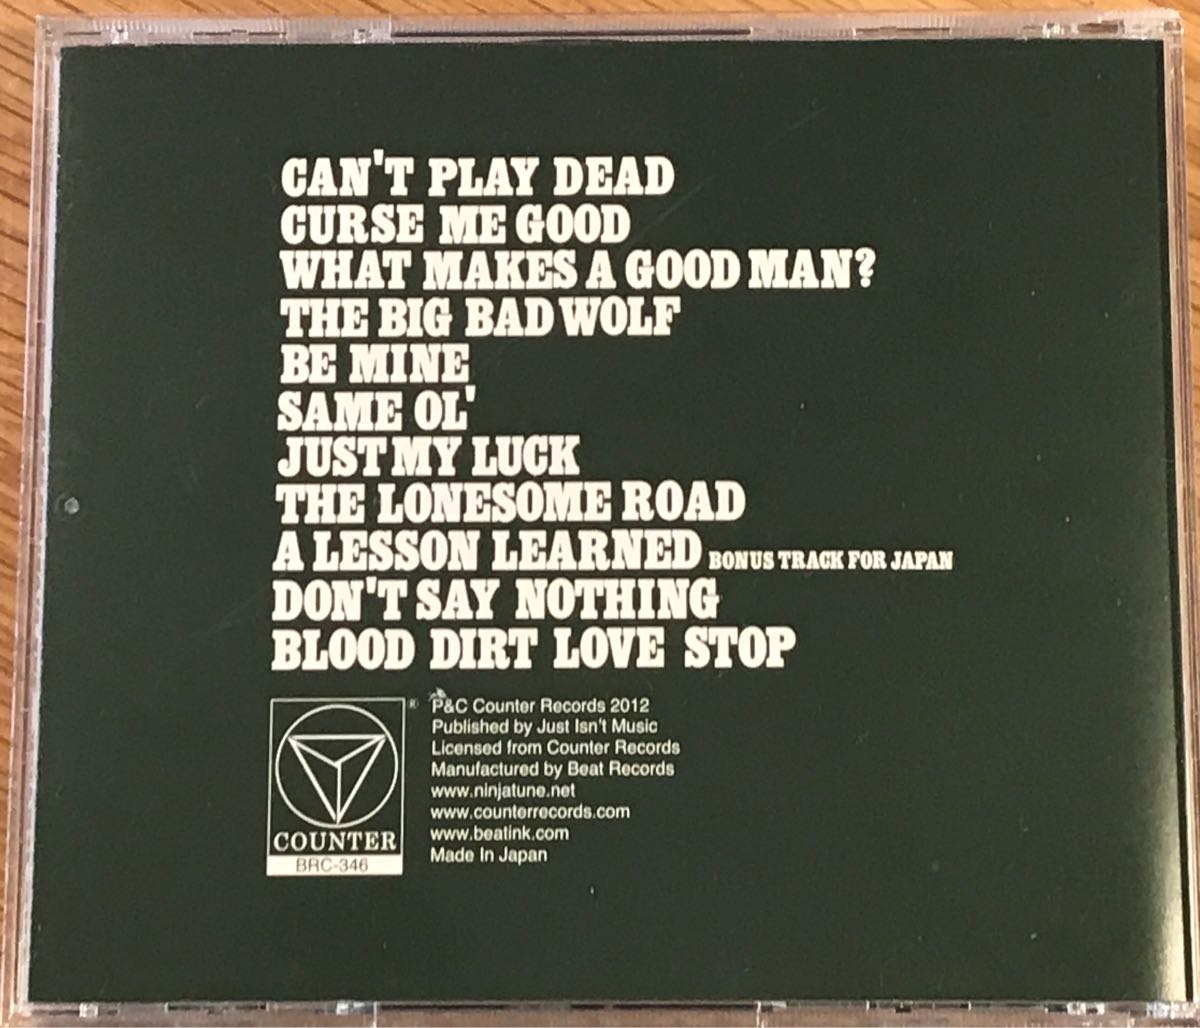 CAN'T PLAY DEAD
CURSE ME GOOD
WHAT MAKES A GOOD MAN?
THE BIG BAD WOLF
BE MINE
SAME OL'
JUST MY LUCK
THE LONESOME ROAD
A LESSON LEARNED BONUS TRACK FOR JAPAN
DON'T SAY NOTHING
BLOOD DIRT LOVE STOP
COUNTER
®
BRC-346
P&C Counter Records 2012
Published by Just Isn't Music
Licensed from Counter Records
Manufactured by Beat Records
www.ninjatune.net
www.counterrecords.com
www.beatink.com
Made In Japan